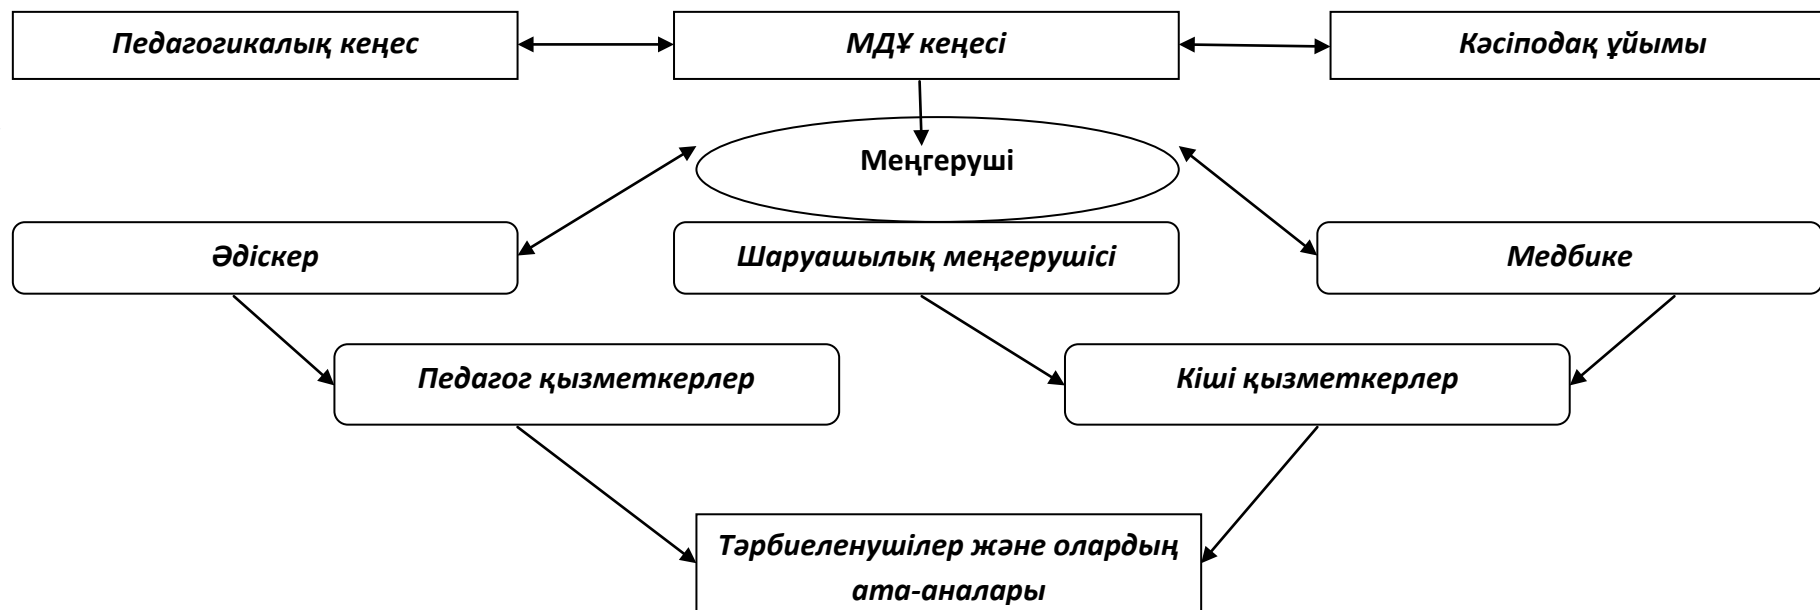 Педагогикалық кеңес
МДҰ кеңесі
Кәсіподақ ұйымы
Меңгеруші
Әдіскер
Шаруашылық меңгерушісі
Медбике
Педагог қызметкерлер
Кіші қызметкерлер
Тәрбиеленушілер және олардың
ата-аналары